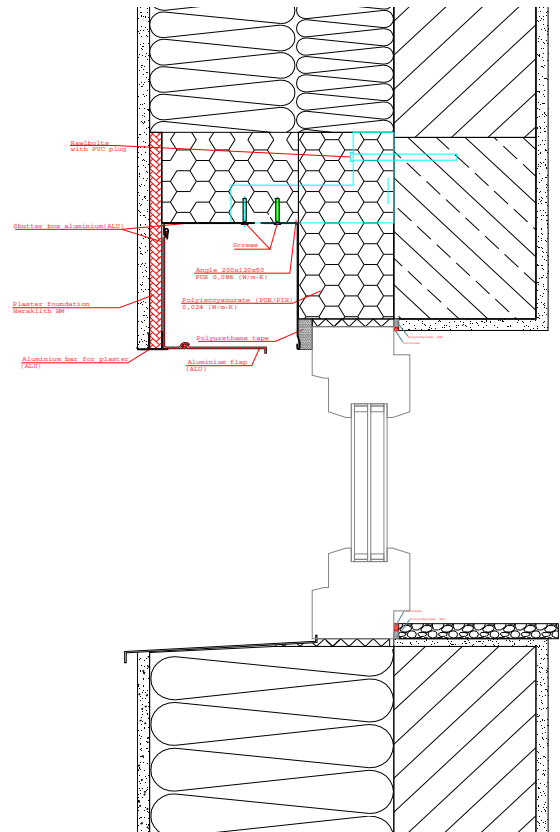 Rawlbolts
with PVC plug
Shutter box aluminium(ALU)
Screws
Angle 200x120x50
PUR 0,086 (W/m-K)
Plaster foundation
Heraklith BM
Polyisocyanurate (PUR/PIR)
0,024 (W/m-K)
Polyurethane tape
Aluminium bar for plaster
(ALU)
Aluminium flap
(ALU)